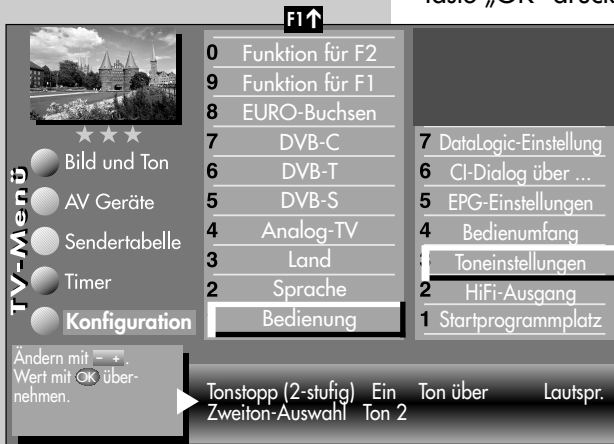 Taste „OK“ drück
F1↑
TV-Menü
Bild und Ton
AV Geräte
Sendertabelle
Timer
Konfiguration
0 Funktion für F2
9 Funktion für F1
8 EURO-Buchsen
7 DVB-C
6 DVB-T
5 DVB-S
4 Analog-TV
3 Land
2 Sprache
Bedienung
7 DataLogic-Einstellung
6 CI-Dialog über ...
5 EPG-Einstellungen
4 Bedienumfang
3 Toneinstellungen
2 HiFi-Ausgang
1 Startprogrammplatz
Ändern mit - + .
Wert mit OK über-
nehmen.
Tonstopp (2-stufig) Ein Ton über Lautspr.
Zweiton-Auswahl Ton 2